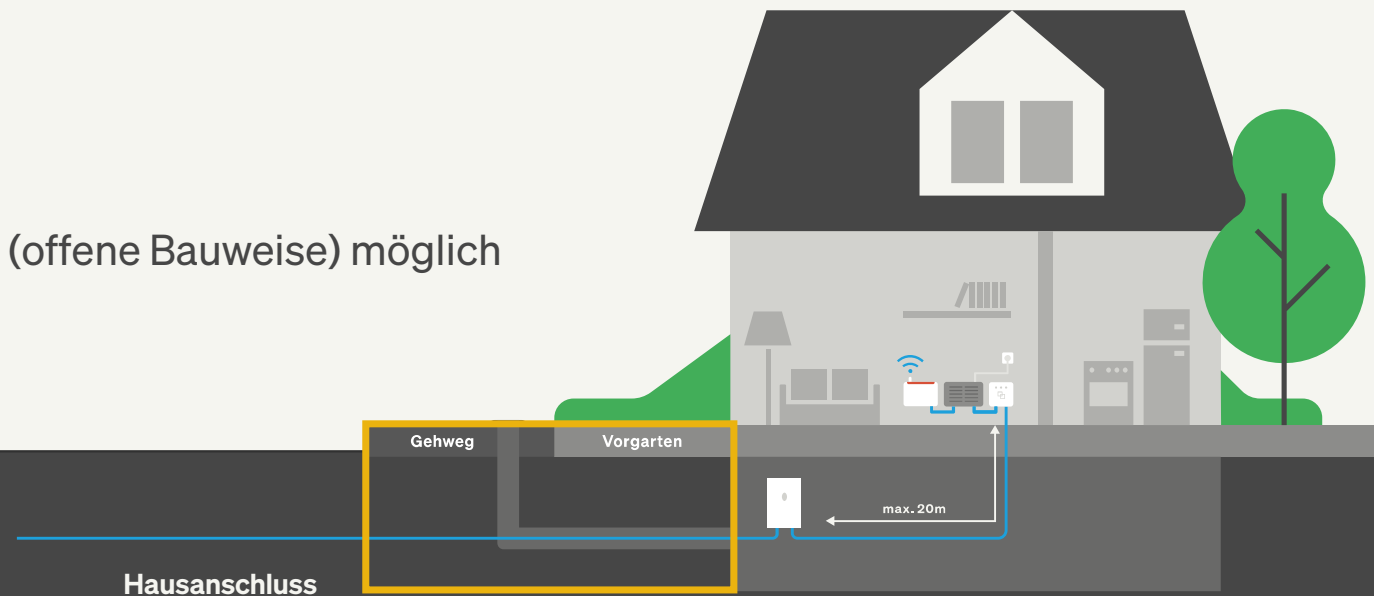 (offene Bauweise) möglich
Gehweg
Vorgarten
max. 20m
Hausanschluss